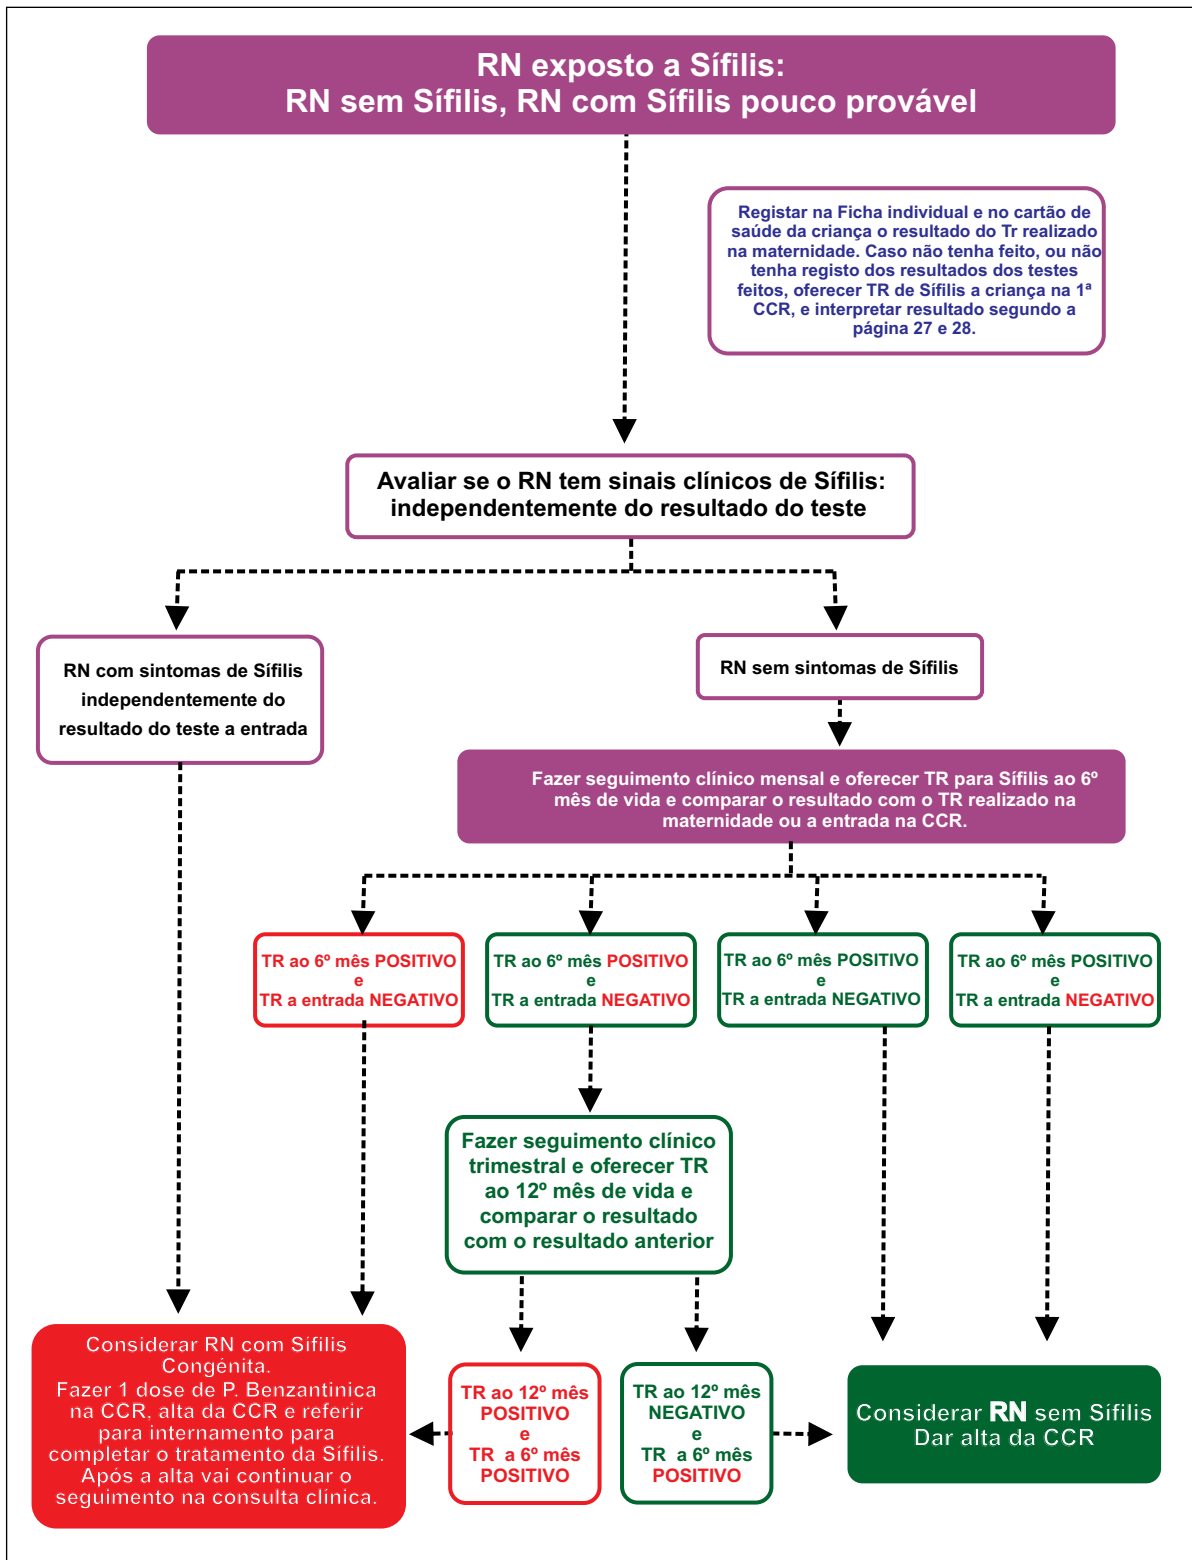 RN exposto a Sífilis:
RN sem Sífilis, RN com Sífilis pouco provável
Registar na Ficha individual e no cartão de
saúde da criança o resultado do Tr realizado
na maternidade. Caso não tenha feito, ou não
tenha registo dos resultados dos testes
feitos, oferecer TR de Sífilis a criança na 1ª
CCR, e interpretar resultado segundo a
página 27 e 28.
Avaliar se o RN tem sinais clínicos de Sífilis:
independentemente do resultado do teste
RN com sintomas de Sífilis
independentemente do
resultado do teste a entrada
RN sem sintomas de Sífilis
Fazer seguimento clínico mensal e oferecer TR para Sífilis ao 6º
mês de vida e comparar o resultado com o TR realizado na
maternidade ou a entrada na CCR.
TR ao 6º mês POSITIVO
e
TR a entrada NEGATIVO
TR ao 6º mês POSITIVO
e
TR a entrada NEGATIVO
TR ao 6º mês POSITIVO
e
TR a entrada NEGATIVO
TR ao 6º mês POSITIVO
e
TR a entrada NEGATIVO
Fazer seguimento clínico
trimestral e oferecer TR
ao 12º mês de vida e
comparar o resultado
com o resultado anterior
Considerar RN com Sífilis
Congénita.
Fazer 1 dose de P. Benzantinica
na CCR, alta da CCR e referir
para internamento para
completar o tratamento da Sífilis.
Após a alta vai continuar o
seguimento na consulta clínica.
TR ao 12º mês
POSITIVO
e
TR a 6º mês
POSITIVO
TR ao 12º mês
NEGATIVO
e
TR a 6º mês
POSITIVO
Considerar RN sem Sífilis
Dar alta da CCR